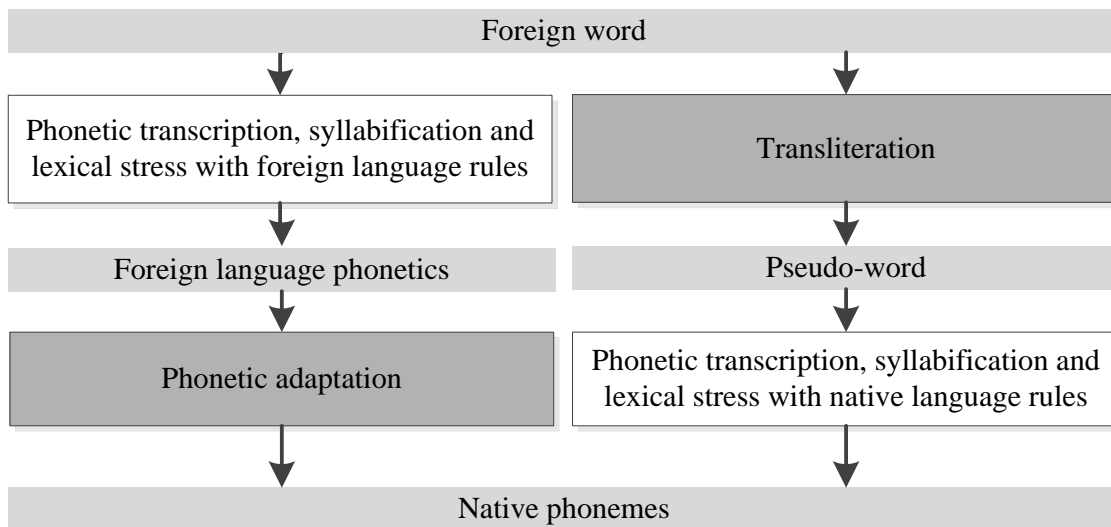 Foreign word
Phonetic transcription, syllabification and
lexical stress with foreign language rules
Transliteration
Foreign language phonetics
Pseudo-word
Phonetic adaptation
Phonetic transcription, syllabification and
lexical stress with native language rules
Native phonemes